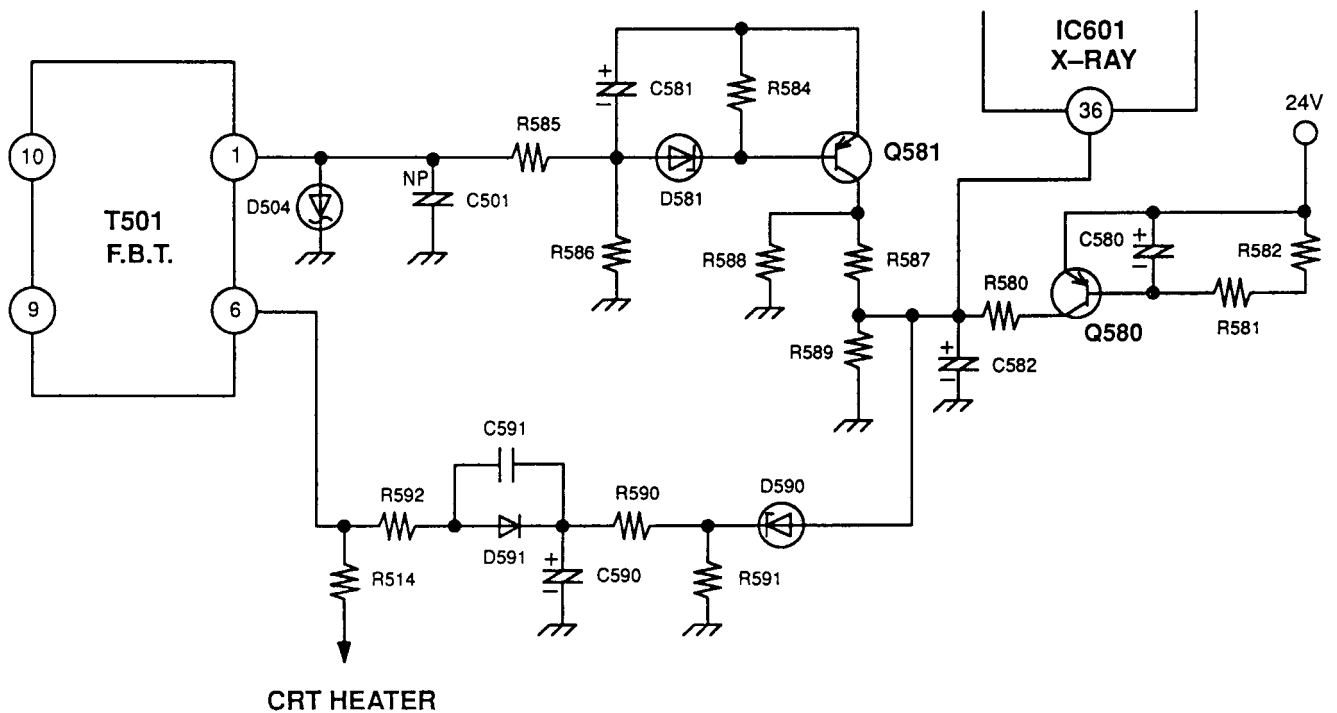 IC601
X–RAY
36
24V
+
–
C581
R584
R585
Q581
10
1
NP
C501
D504
D581
T501
F.B.T.
R586
R588
R587
C580
+
–
R582
R580
R581
Q580
9
6
R589
+
–
C582
C591
R592
R590
D590
D591
+
–
C590
R591
R514
CRT HEATER